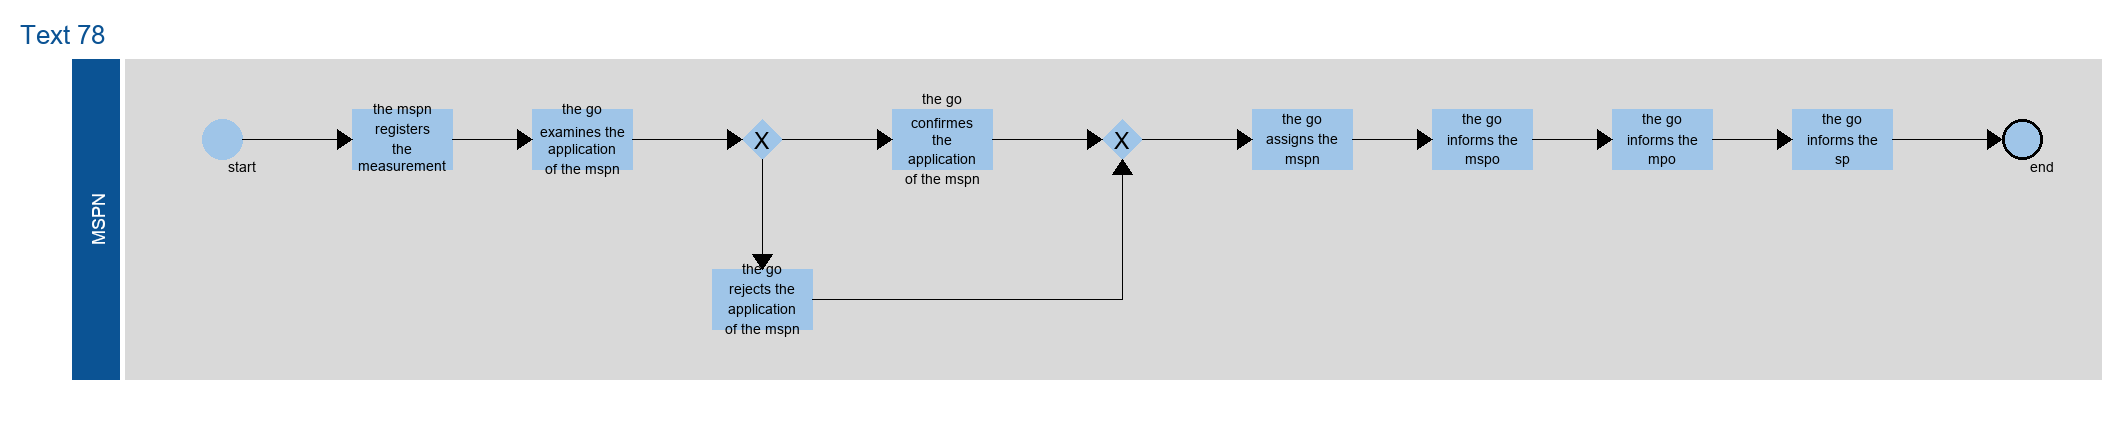 Text 78
MSPN
start
the mspn
registers
the
measurement
the go
examines the
application
of the mspn
X
the go
confirmes
the
application
of the mspn
X
the go
assigns the
mspn
the go
informs the
mspo
the go
informs the
mpo
the go
informs the
sp
end
the go
rejects the
application
of the mspn